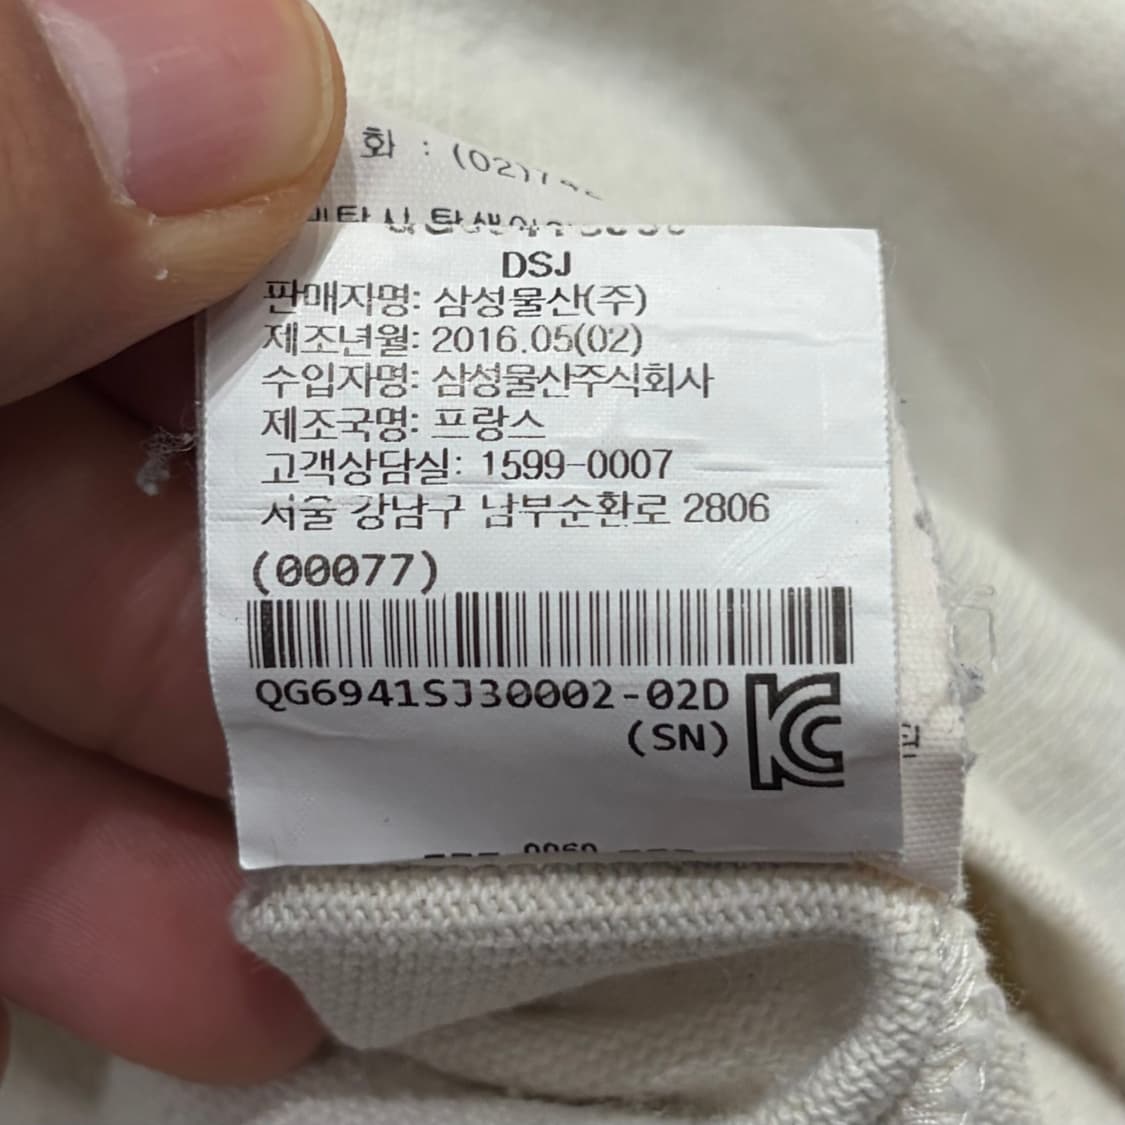 화 : (02)
DSJ
판매자명: 삼성물산(주)
제조년월: 2016.05(02)
수입자명: 삼성물산주식회사
제조국명: 프랑스
고객상담실: 1599-0007
서울 강남구 남부순환로 2806
(00077)
QG6941SJ30002-02D
(SN)
KC